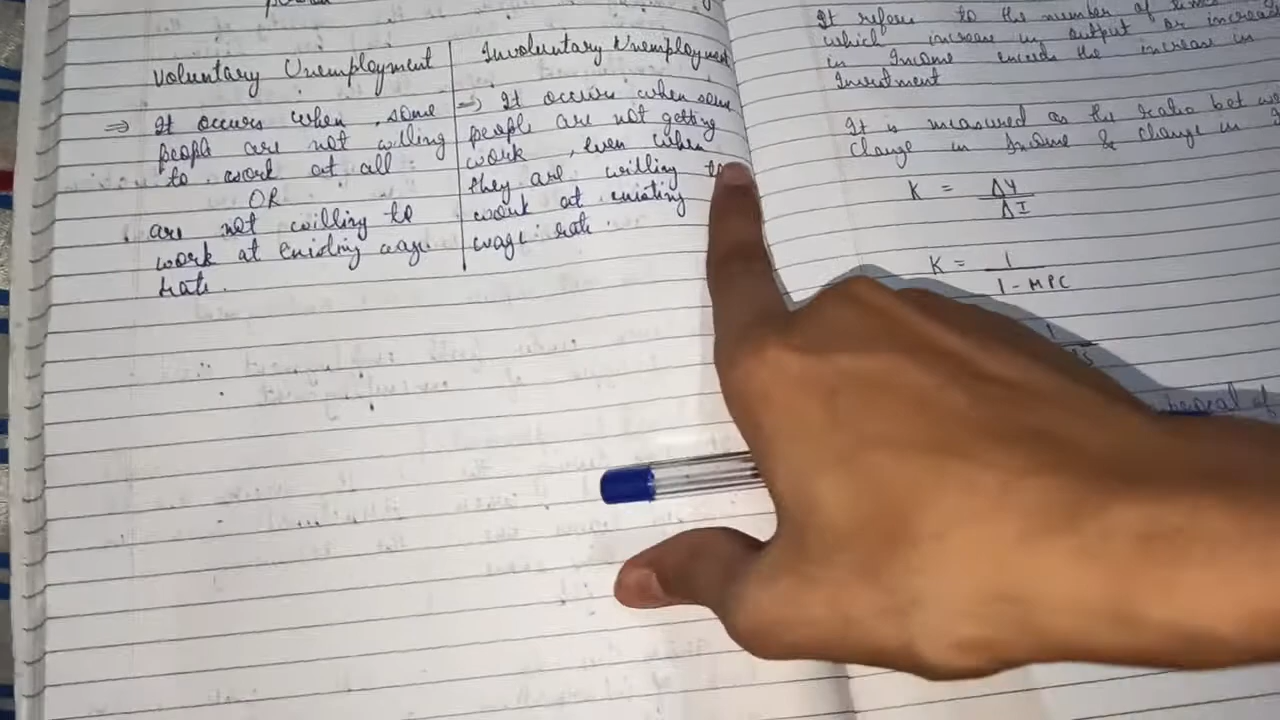 Voluntary Unemployment
⇒ It occurs when some
people are not willing
to work at all.
OR
are not willing to
work at existing wage
rate.
Involuntary Unemployment
⇒ It occurs when some
people are not getting
work, even when
they are willing to
work at existing
wage rate.
It refers to the number of times
which increase in output or increase
in Income exceeds the increase in
Investment
It is measured as the ratio bet
Change in Income & change in
K = ΔY
ΔI
K = 1
1 - MPC
1